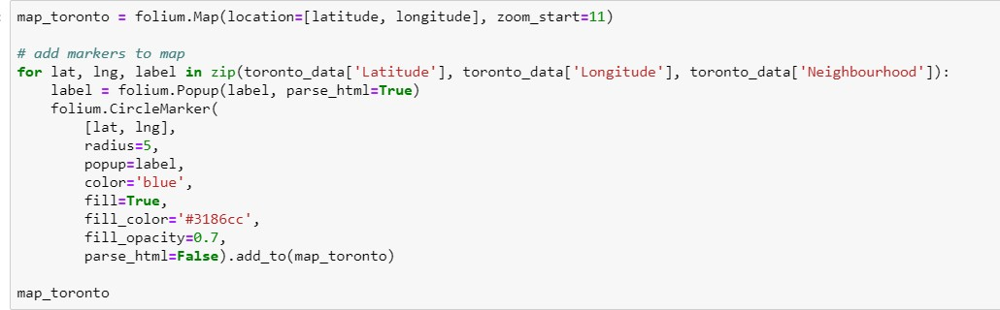 map_toronto = folium.Map(location=[latitude, longitude], zoom_start=11)
# add markers to map
for lat, lng, label in zip(toronto_data['Latitude'], toronto_data['Longitude'], toronto_data['Neighbourhood']):
    label = folium.Popup(label, parse_html=True)
    folium.CircleMarker(
        [lat, lng],
        radius=5,
        popup=label,
        color='blue',
        fill=True,
        fill_color='#3186cc',
        fill_opacity=0.7,
        parse_html=False).add_to(map_toronto)
map_toronto